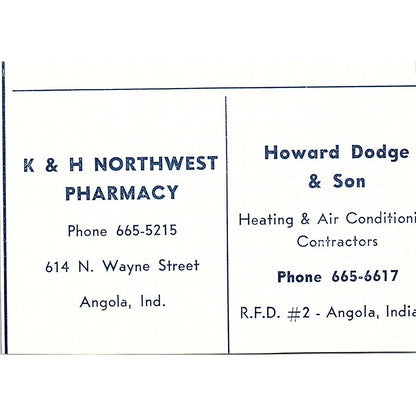 K & H NORTHWEST
PHARMACY
Phone 665-5215
614 N. Wayne Street
Angola, Ind.
Howard Dodge
& Son
Heating & Air Conditioni
Contractors
Phone 665-6617
R.F.D. #2 - Angola, India